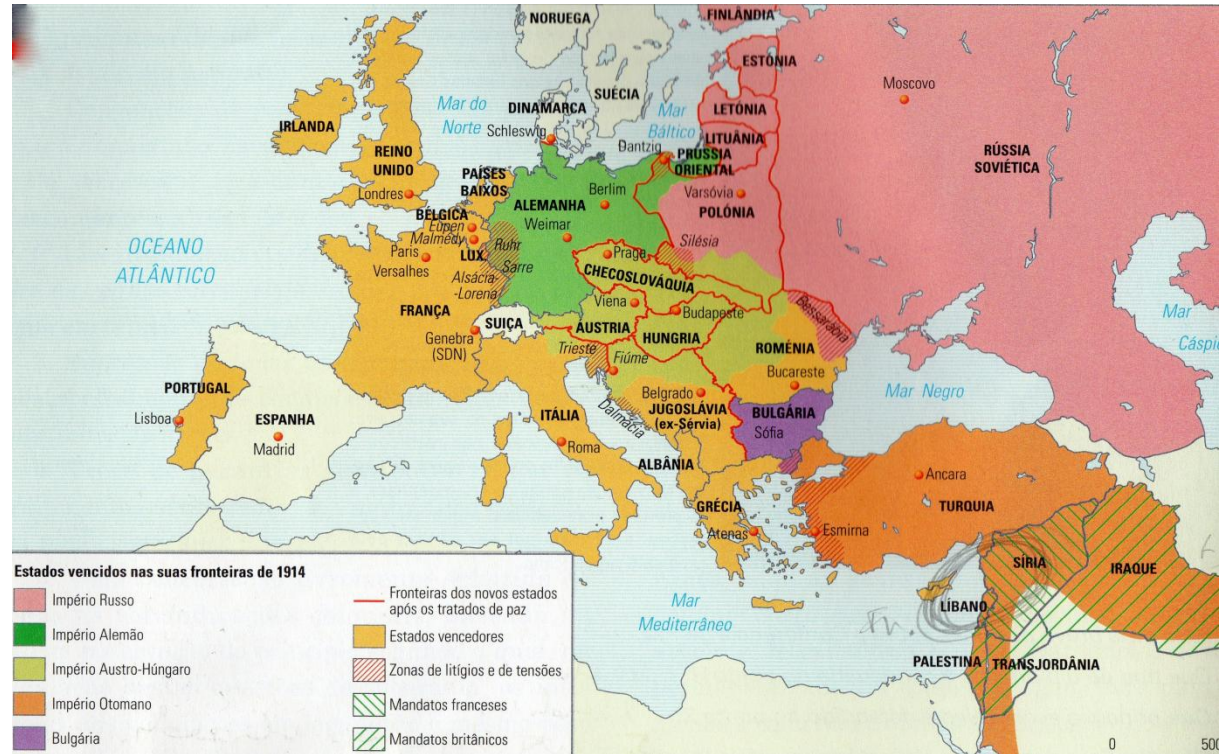 NORUEGA
FINLÂNDIA
SUÉCIA
ESTÓNIA
Moscovo
Mar do
Norte
DINAMARCA
Schleswig
Mar
Báltico
LETÓNIA
LITUÂNIA
RÚSSIA
SOVIÉTICA
IRLANDA
REINO
UNIDO
Londres
Dantzig
PRÚSSIA
ORIENTAL
PAÍSES
BAIXOS
Berlim
Varsóvia
POLÓNIA
ALEMANHA
Weimar
BÉLGICA
Eupen
Malmédy
LUX.
Ruhr
Sarre
Silésia
OCEANO
ATLÂNTICO
Paris
Versalhes
Alsácia-
-Lorena
Praga
CHECOSLOVÁQUIA
Viena
Budapeste
Bessarábia
FRANÇA
SUIÇA
ÁUSTRIA
HUNGRIA
Genebra
(SDN)
Trieste
Fiúme
ROMÉNIA
Bucareste
Mar
Cáspio
PORTUGAL
Lisboa
ESPANHA
Madrid
ITÁLIA
Roma
Dalmácia
Belgrado
JUGOSLÁVIA
(ex-Sérvia)
BULGÁRIA
Sófia
Mar Negro
ALBÂNIA
GRÉCIA
Atenas
Ancara
TURQUIA
Esmirna
SÍRIA
IRAQUE
LÍBANO
Mar
Mediterrâneo
PALESTINA
TRANSJORDÂNIA
Estados vencidos nas suas fronteiras de 1914
Império Russo
Império Alemão
Império Austro-Húngaro
Império Otomano
Bulgária
Fronteiras dos novos estados
após os tratados de paz
Estados vencedores
Zonas de litígios e de tensões
Mandatos franceses
Mandatos britânicos
0 500